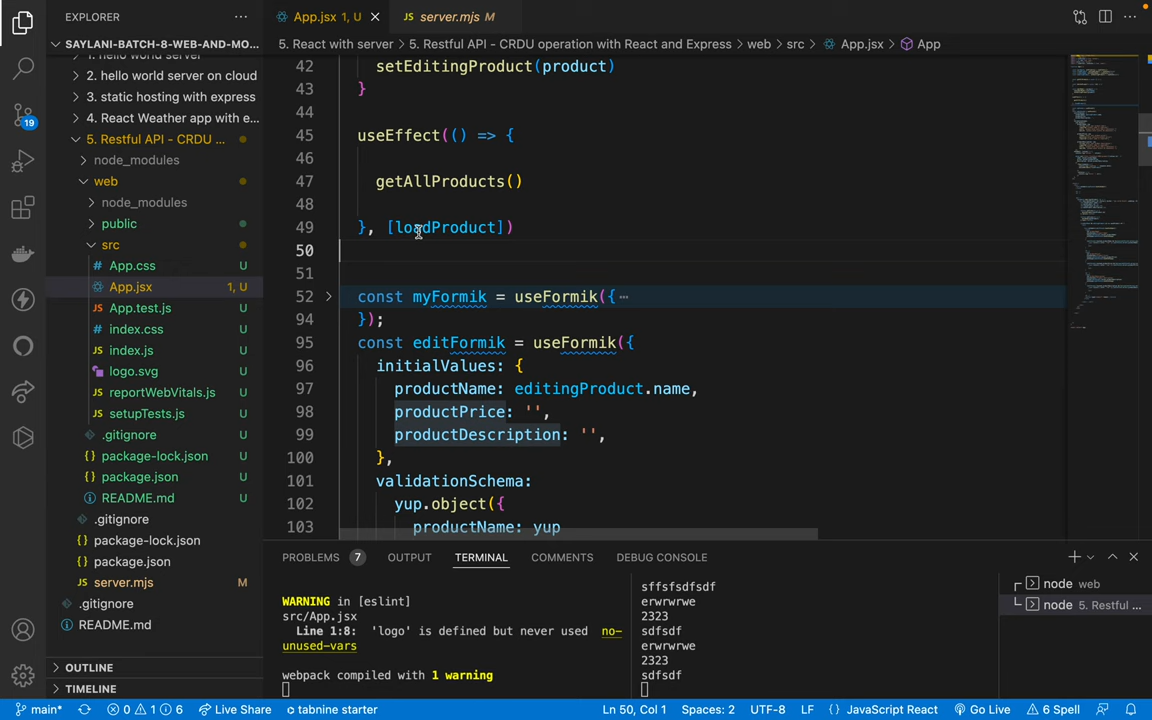 EXPLORER
App.jsx 1, U
server.mjs M
SAYLANI-BATCH-8-WEB-AND-MO...
5. React with server > 5. Restful API - CRDU operation with React and Express > web > src > App.jsx > App
1. hello world server
2. hello world server on cloud
3. static hosting with express
4. React Weather app with e...
5. Restful API - CRDU ...
node_modules
web
node_modules
public
src
App.css U
App.jsx 1, U
App.test.js U
index.css U
index.js U
logo.svg U
reportWebVitals.js U
setupTests.js U
.gitignore U
package-lock.json U
package.json U
README.md U
.gitignore
package-lock.json
package.json
server.mjs M
.gitignore
README.md
OUTLINE
TIMELINE
19
42 setEditingProduct(product)
43 }
44
45 useEffect(() => {
46
47 getAllProducts()
48
49 }, [loadProduct])
50
51
52 const myFormik = useFormik({ ⋯
94 });
95 const editFormik = useFormik({
96 initialValues: {
97 productName: editingProduct.name,
98 productPrice: '',
99 productDescription: '',
100 },
101 validationSchema:
102 yup.object({
103 productName: yup
PROBLEMS 7 OUTPUT TERMINAL COMMENTS DEBUG CONSOLE
WARNING in [eslint]
src/App.jsx
Line 1:8: 'logo' is defined but never used no-
unused-vars
webpack compiled with 1 warning
sffsfsdfsdf
erwrwrwe
2323
sdfsdf
erwrwrwe
2323
sdfsdf
node web
node 5. Restful ...
main* 0 1 6 Live Share tabnine starter Ln 50, Col 1 Spaces: 2 UTF-8 LF {} JavaScript React Go Live 6 Spell